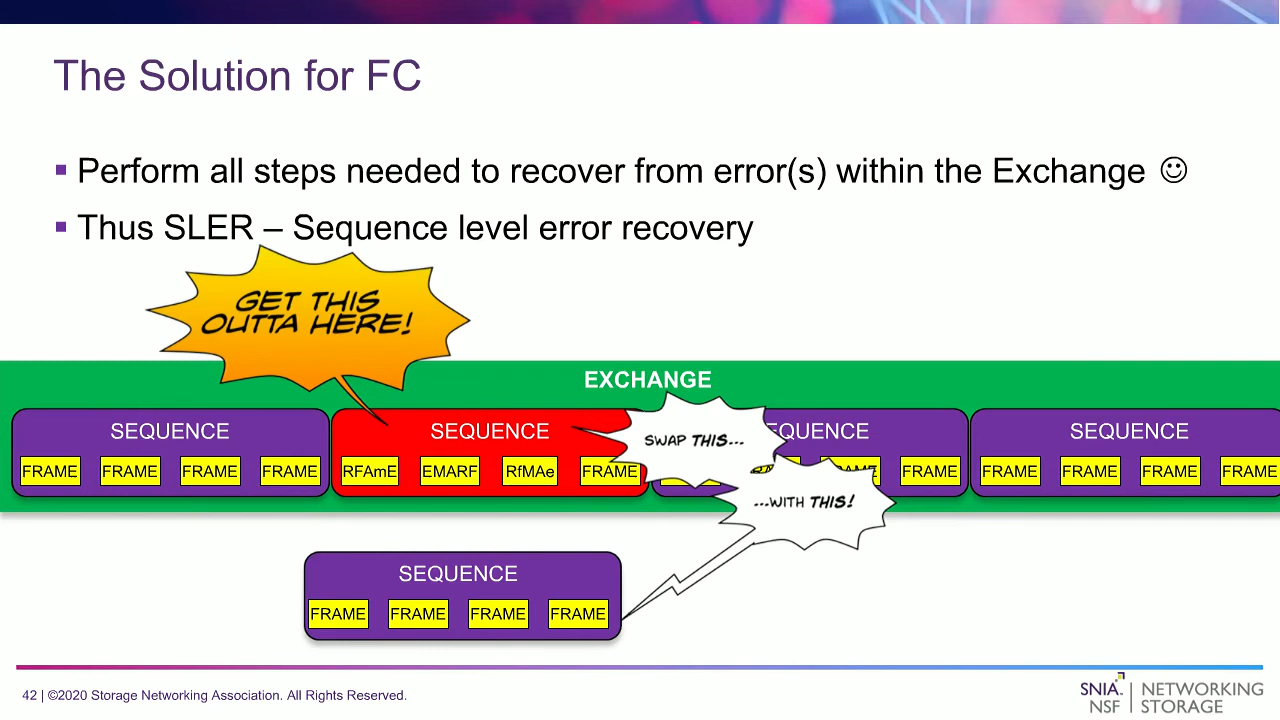 The Solution for FC
Perform all steps needed to recover from error(s) within the Exchange ☺
Thus SLER – Sequence level error recovery
GET THIS
OUTTA HERE!
EXCHANGE
SEQUENCE
FRAME FRAME FRAME FRAME
SEQUENCE
RFAmE EMARF RfMAe FRAME
SWAP THIS...
...WITH THIS!
EQUENCE
FRAME
SEQUENCE
FRAME FRAME FRAME FRAME
SEQUENCE
FRAME FRAME FRAME FRAME
42 | ©2020 Storage Networking Association. All Rights Reserved.
SNIA.
NSF
NETWORKING
STORAGE